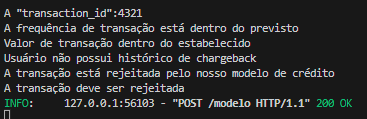 A "transaction_id":4321
A frequência de transação está dentro do previsto
Valor de transação dentro do estabelecido
Usuário não possui histórico de chargeback
A transação está rejeitada pelo nosso modelo de crédito
A transação deve ser rejeitada
INFO:     127.0.0.1:56103 - "POST /modelo HTTP/1.1" 200 OK